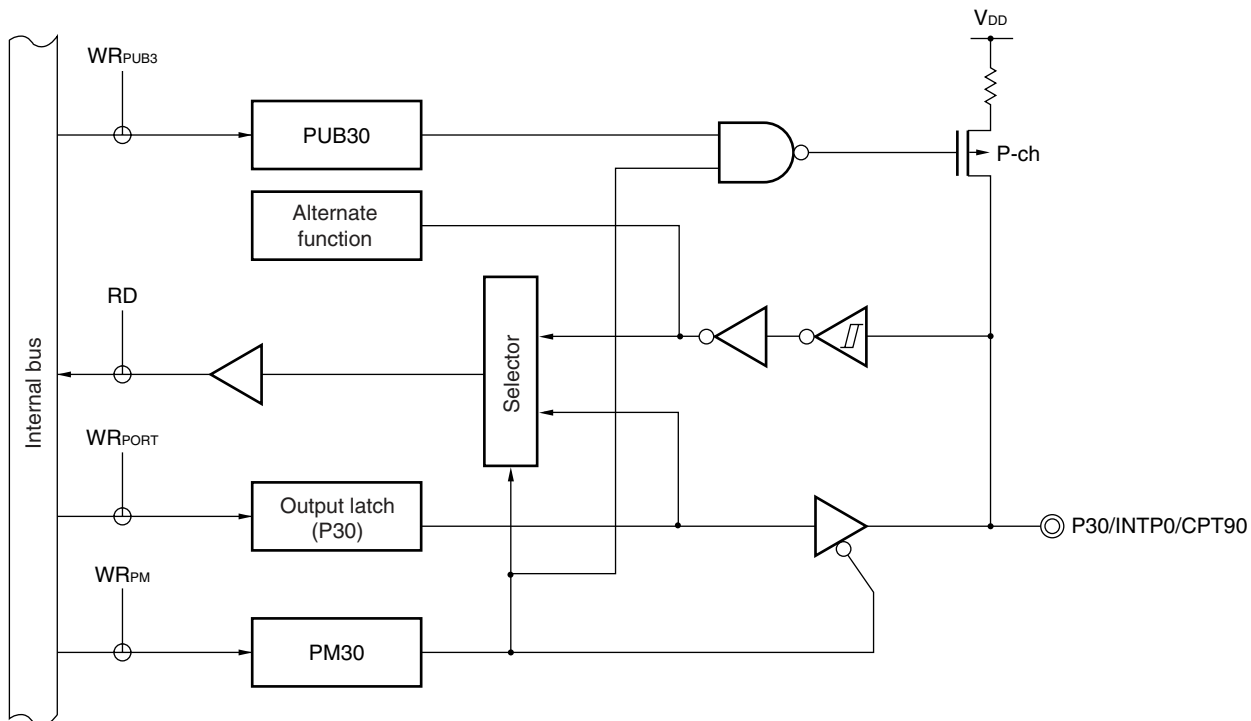 VDD
WRPUB3
PUB30
P-ch
Alternate
function
RD
Selector
Internal bus
WRPORT
Output latch
(P30)
P30/INTP0/CPT90
WRPM
PM30